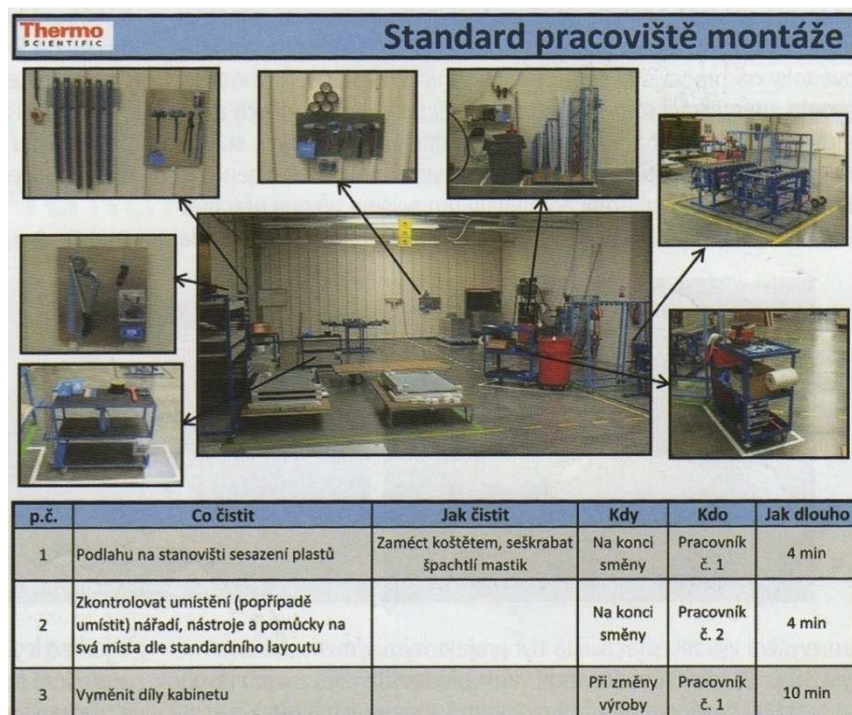 Thermo
SCIENTIFIC
Standard pracoviště montáže
p.č. Co čistit Jak čistit Kdy Kdo Jak dlouho
1 Podlahu na stanovišti sesazení plastů Zaméct koštětem, seškrabat špachtlí mastik Na konci směny Pracovník č. 1 4 min
2 Zkontrolovat umístění (popřípadě umístit) nářadí, nástroje a pomůcky na svá místa dle standardního layoutu Na konci směny Pracovník č. 2 4 min
3 Vyměnit díly kabinetu Při změny výroby Pracovník č. 1 10 min